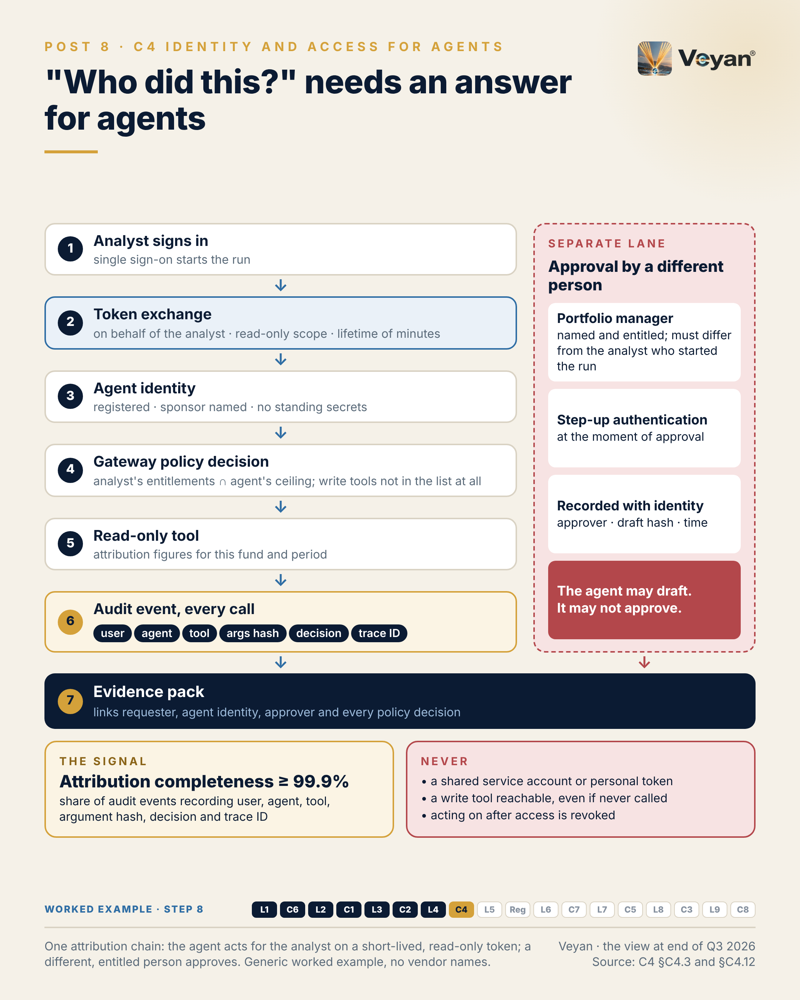 POST 8 · C4 IDENTITY AND ACCESS FOR AGENTS
Veyan®
"Who did this?" needs an answer
for agents
1
Analyst signs in
single sign-on starts the run
↓
2
Token exchange
on behalf of the analyst · read-only scope · lifetime of minutes
↓
3
Agent identity
registered · sponsor named · no standing secrets
↓
4
Gateway policy decision
analyst's entitlements ∩ agent's ceiling; write tools not in the list at all
↓
5
Read-only tool
attribution figures for this fund and period
↓
6
Audit event, every call
user agent tool args hash decision trace ID
↓
SEPARATE LANE
Approval by a different
person
Portfolio manager
named and entitled; must differ
from the analyst who started
the run
Step-up authentication
at the moment of approval
Recorded with identity
approver · draft hash · time
The agent may draft.
It may not approve.
↓
7
Evidence pack
links requester, agent identity, approver and every policy decision
THE SIGNAL
Attribution completeness ≥ 99.9%
share of audit events recording user, agent, tool,
argument hash, decision and trace ID
NEVER
• a shared service account or personal token
• a write tool reachable, even if never called
• acting on after access is revoked
WORKED EXAMPLE · STEP 8
L1 C6 L2 C1 L3 C2 L4 C4 L5 Reg L6 C7 L7 C5 L8 C3 L9 C8
One attribution chain: the agent acts for the analyst on a short-lived, read-only token; a
different, entitled person approves. Generic worked example, no vendor names.
Veyan · the view at end of Q3 2026
Source: C4 §C4.3 and §C4.12